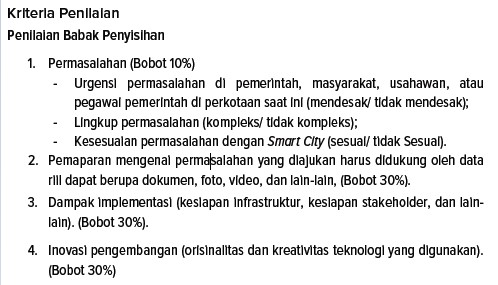 Kriteria Penilaian
Penilaian Babak Penyisihan
1. Permasalahan (Bobot 10%)
- Urgensi permasalahan di pemerintah, masyarakat, usahawan, atau
pegawai pemerintah di perkotaan saat ini (mendesak/ tidak mendesak);
- Lingkup permasalahan (kompleks/ tidak kompleks);
- Kesesuaian permasalahan dengan Smart City (sesuai/ tidak Sesuai).
2. Pemaparan mengenai permasalahan yang diajukan harus didukung oleh data
riil dapat berupa dokumen, foto, video, dan lain-lain, (Bobot 30%).
3. Dampak implementasi (kesiapan infrastruktur, kesiapan stakeholder, dan lain-
lain). (Bobot 30%).
4. Inovasi pengembangan (orisinalitas dan kreativitas teknologi yang digunakan).
(Bobot 30%)